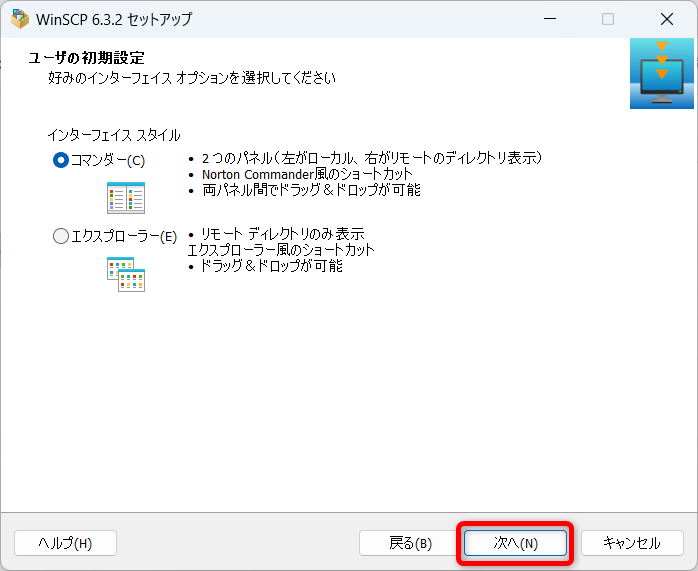 WinSCP 6.3.2 セットアップ
ユーザの初期設定
好みのインターフェイス オプションを選択してください
インターフェイス スタイル
コマンダー(C)
• 2つのパネル(左がローカル、右がリモートのディレクトリ表示)
• Norton Commander風のショートカット
• 両パネル間でドラッグ&ドロップが可能
エクスプローラー(E)
• リモート ディレクトリのみ表示
エクスプローラー風のショートカット
• ドラッグ&ドロップが可能
ヘルプ(H)
戻る(B)
次へ(N)
キャンセル